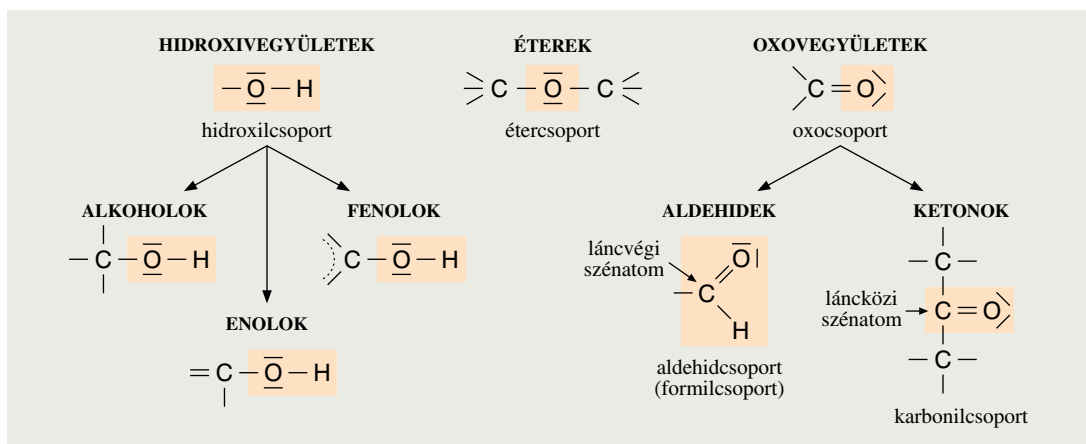 HIDROXIVEGYÜLETEK
O H
hidroxilcsoport
ÉTEREK
C O C
étercsoport
OXOVEGYÜLETEK
C = O
oxocsoport
ALKOHOLOK
C O H
FENOLOK
C O H
ENOLOK
= C O H
ALDEHIDEK
láncvégi
szénatom
O
C
H
aldehidcsoport
(formilcsoport)
KETONOK
C
láncközi
szénatom
C = O
C
karbonilcsoport